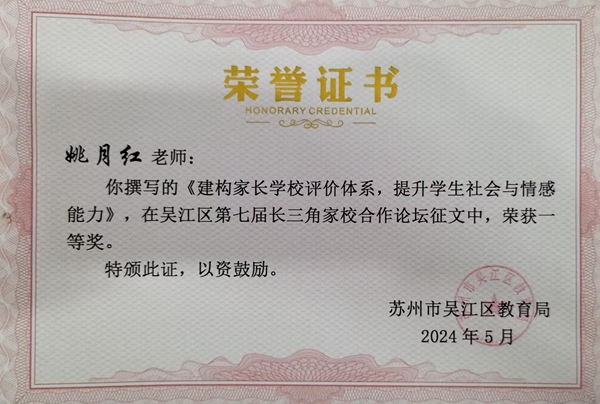 荣誉证书
HONORARY CREDENTIAL
姚月红 老师：
你撰写的《建构家长学校评价体系，提升学生社会与情感
能力》，在吴江区第七届长三角家校合作论坛征文中，荣获一
等奖。
特颁此证，以资鼓励。
苏州市吴江区教育局
2024 年 5 月